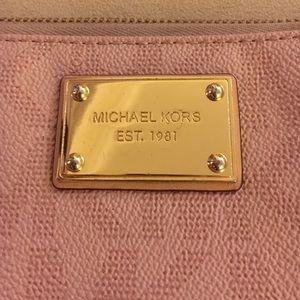 MICHAEL KORS
EST. 1981